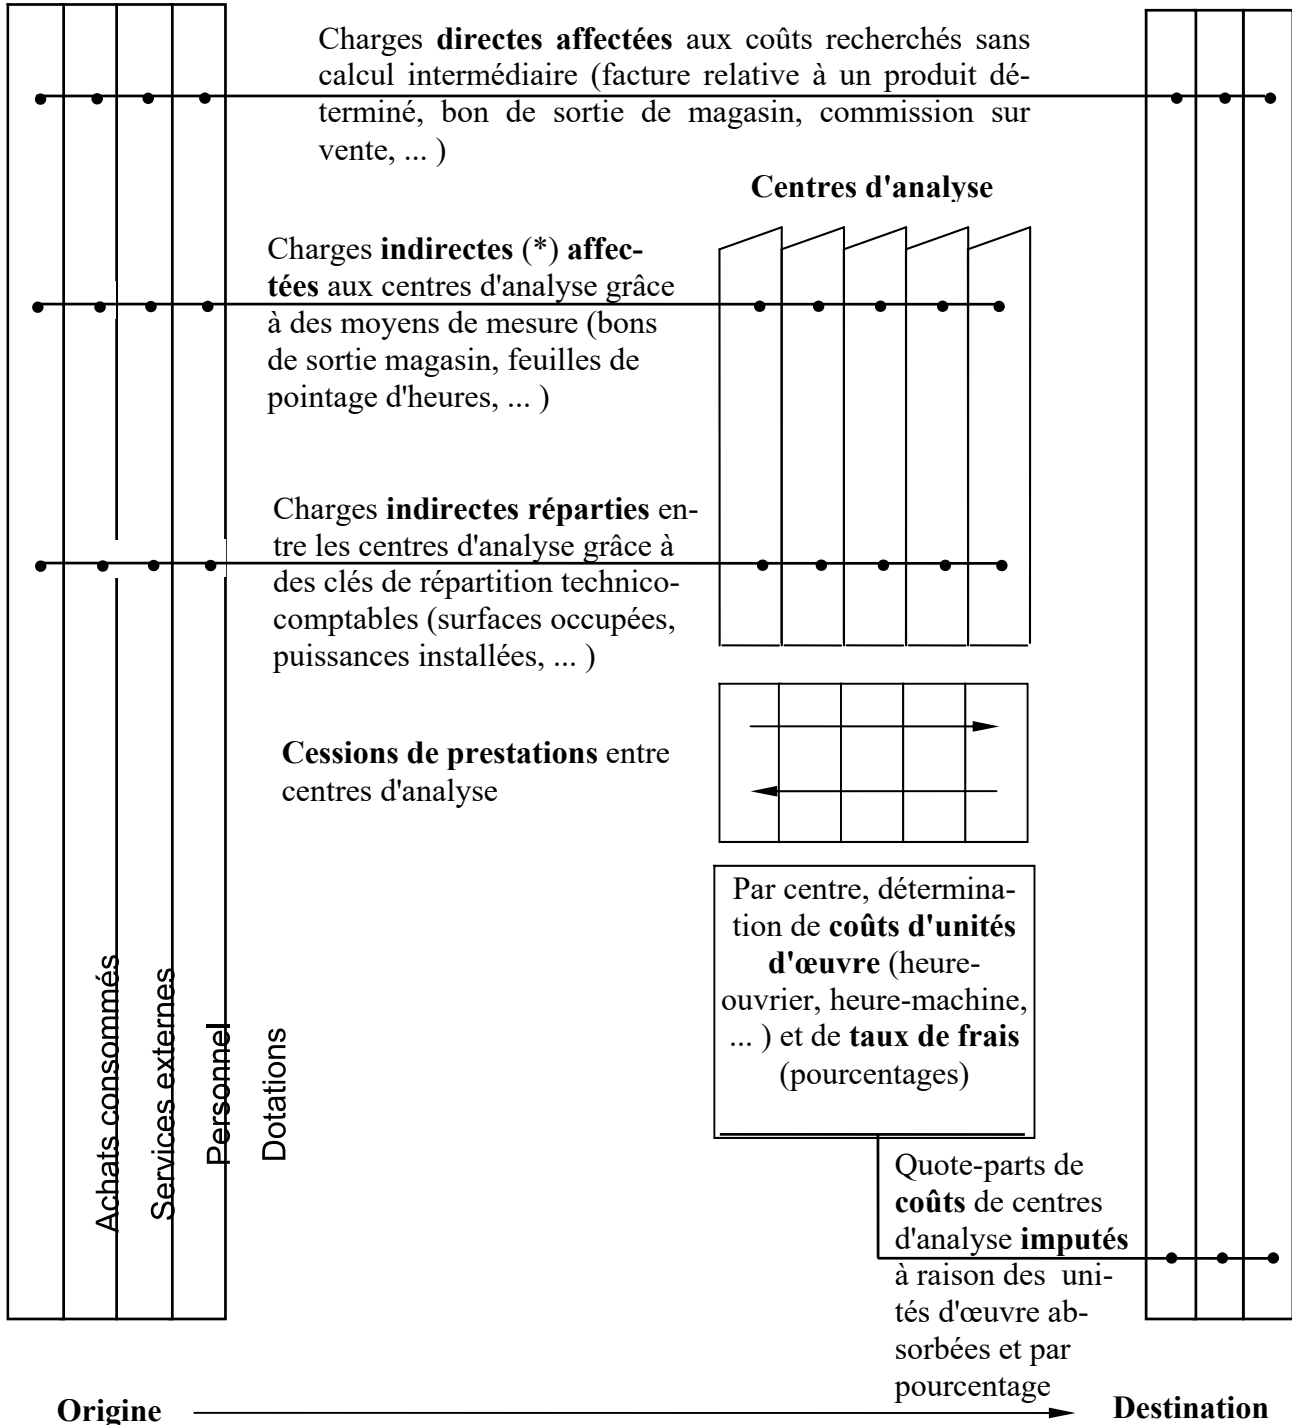 Charges directes affectées aux coûts recherchés sans
calcul intermédiaire (facture relative à un produit dé-
terminé, bon de sortie de magasin, commission sur
vente, ... )
Centres d'analyse
Charges indirectes (*) affec-
tées aux centres d'analyse grâce
à des moyens de mesure (bons
de sortie magasin, feuilles de
pointage d'heures, ... )
Charges indirectes réparties en-
tre les centres d'analyse grâce à
des clés de répartition technico-
comptables (surfaces occupées,
puissances installées, ... )
Cessions de prestations entre
centres d'analyse
Par centre, détermina-
tion de coûts d'unités
d'œuvre (heure-
ouvrier, heure-machine,
... ) et de taux de frais
(pourcentages)
Achats consommés
Services externes
Personnel
Dotations
Quote-parts de
coûts de centres
d'analyse imputés
à raison des uni-
tés d'œuvre ab-
sorbées et par
pourcentage
Origine
Destination